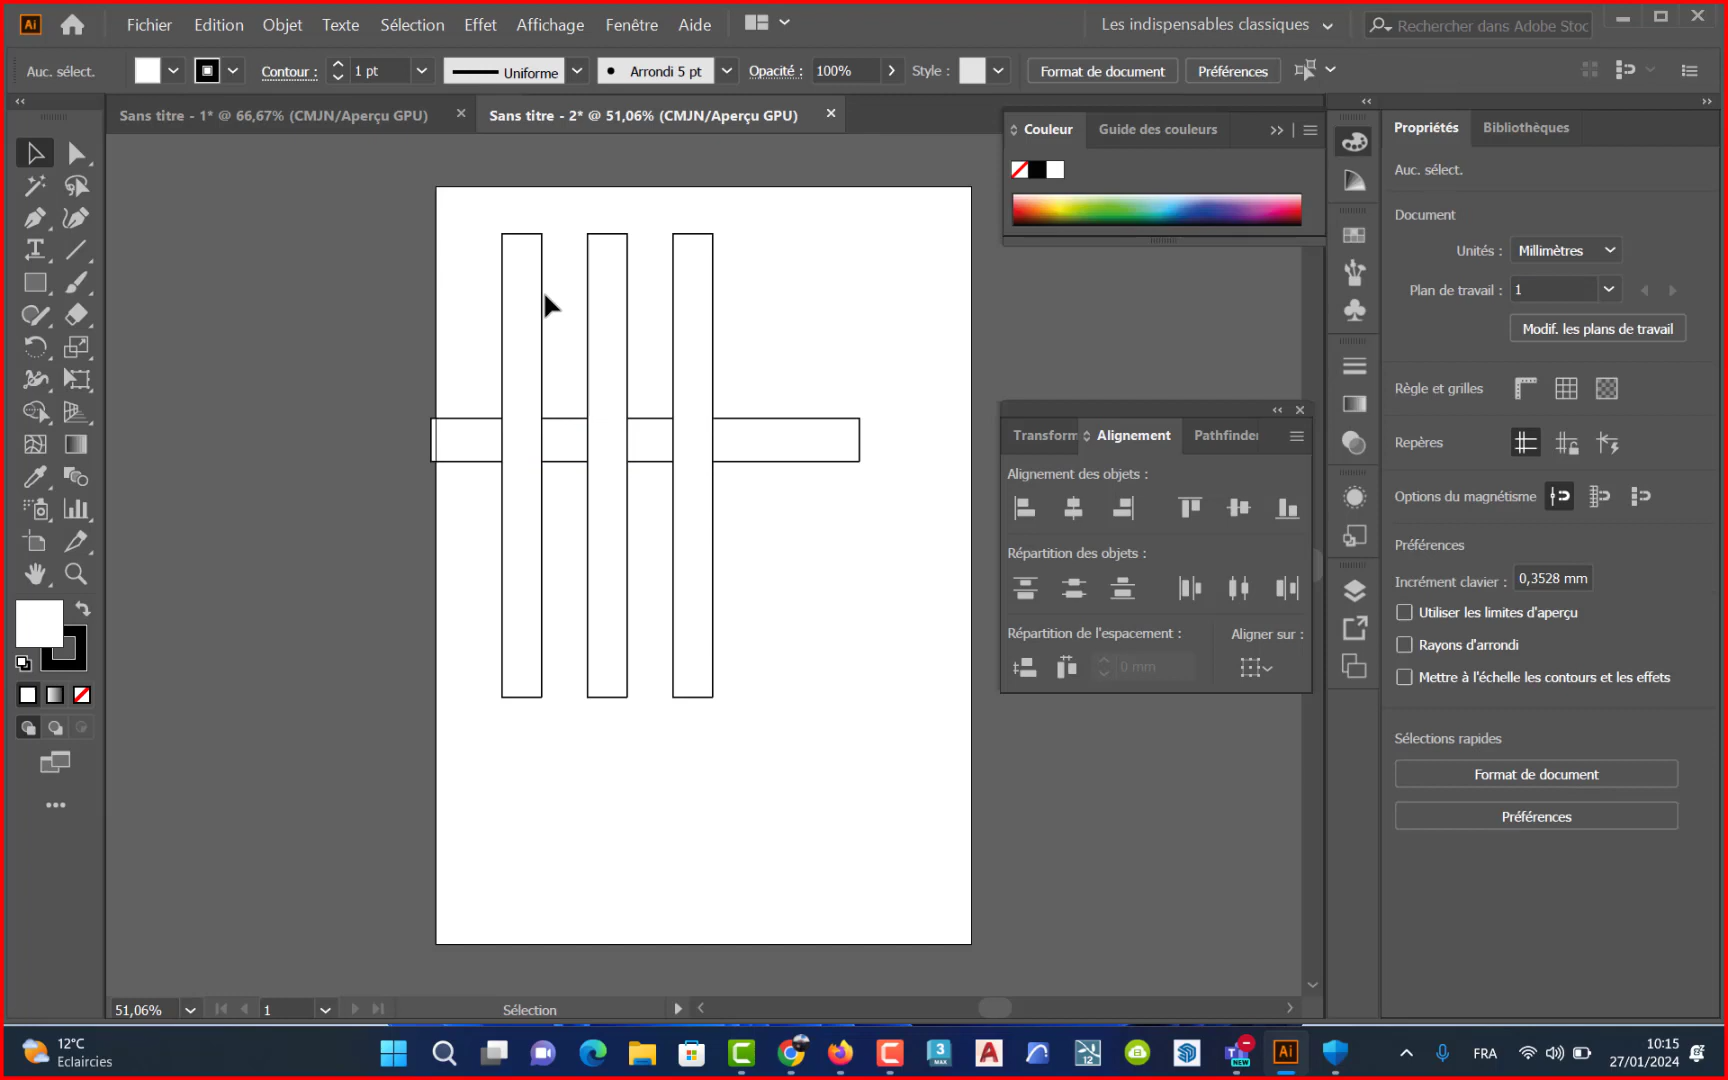 Ai Fichier Edition Objet Texte Sélection Effet Affichage Fenêtre Aide Les indispensables classiques Rechercher dans Adobe Stoc
Auc. sélect. Contour : 1 pt Uniforme Arrondi 5 pt Opacité : 100% Style : Format de document Préférences
Sans titre - 1* @ 66,67% (CMJN/Aperçu GPU) Sans titre - 2* @ 51,06% (CMJN/Aperçu GPU)
Couleur Guide des couleurs
Propriétés Bibliothèques
Auc. sélect.
Document
Unités : Millimètres
Plan de travail : 1
Modif. les plans de travail
Règle et grilles
Repères
Transform Alignement Pathfinder
Alignement des objets :
Options du magnétisme
Répartition des objets :
Préférences
Incrément clavier : 0,3528 mm
Utiliser les limites d'aperçu
Répartition de l'espacement : Aligner sur :
Rayons d'arrondi
0 mm
Mettre à l'échelle les contours et les effets
Sélections rapides
Format de document
Préférences
51,06% 1 Sélection
12°C
Eclaircies
3
MAX
A
12
NEW
Ai
FRA
10:15
27/01/2024